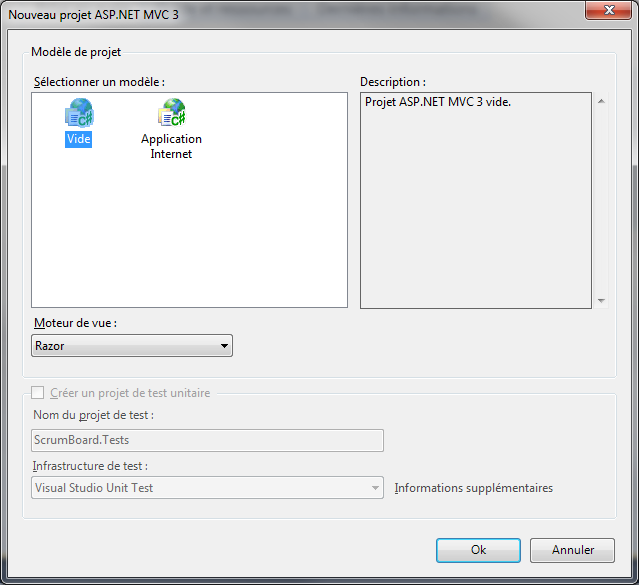 Nouveau projet ASP.NET MVC 3
Modèle de projet
Sélectionner un modèle :
Description :
Vide
Application
Internet
Projet ASP.NET MVC 3 vide.
Moteur de vue :
Razor
Créer un projet de test unitaire
Nom du projet de test :
ScrumBoard.Tests
Infrastructure de test :
Visual Studio Unit Test
Informations supplémentaires
Ok
Annuler